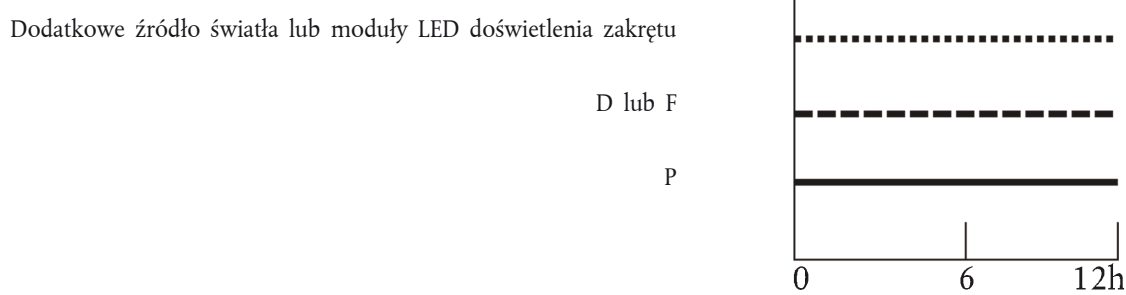 Dodatkowe źródło światła lub moduły LED doświetlenia zakrętu
D lub F
P
0 6 12h